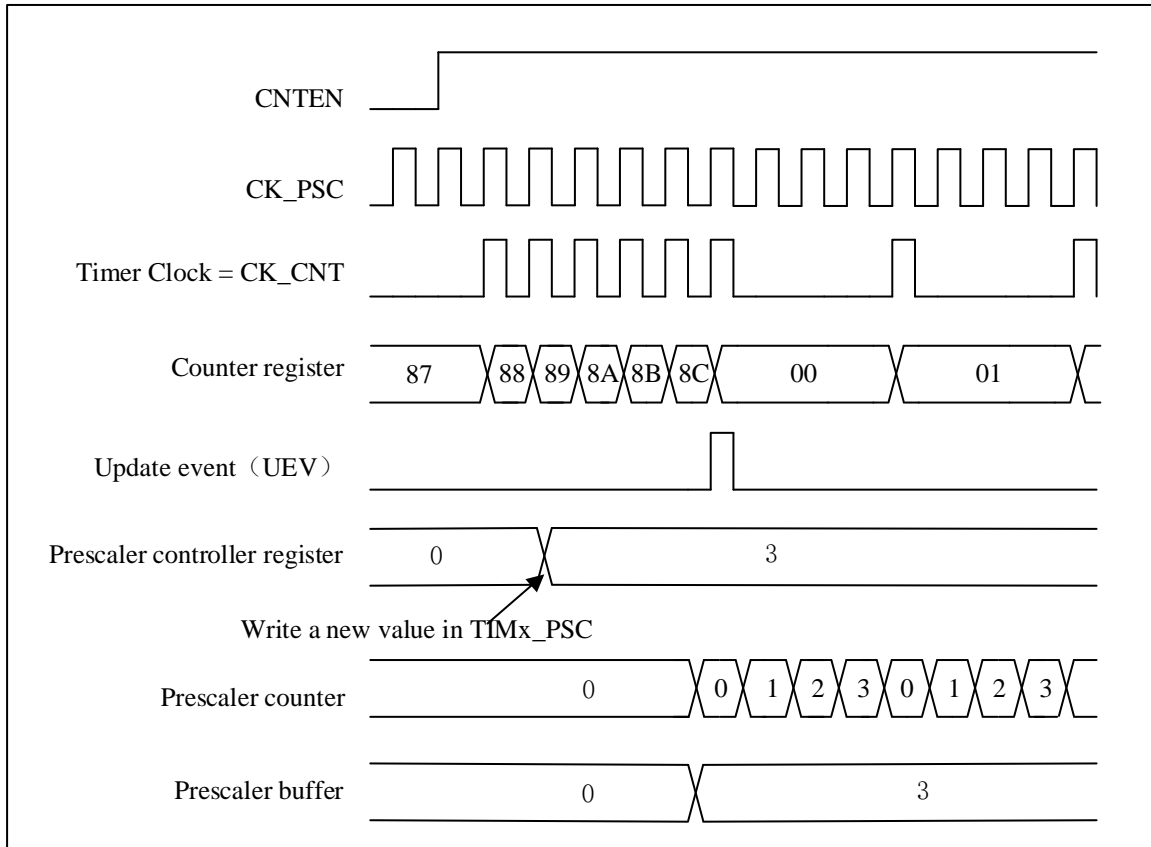 CNTEN
CK_PSC
Timer Clock = CK_CNT
Counter register
87 88 89 8A 8B 8C 00 01
Update event（UEV）
Prescaler controller register
0 3
Write a new value in TIMx_PSC
Prescaler counter
0 0 1 2 3 0 1 2 3
Prescaler buffer
0 3